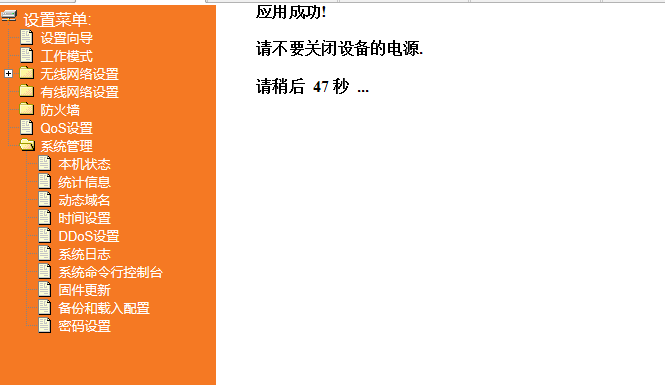 设置菜单:
设置向导
工作模式
无线网络设置
有线网络设置
防火墙
QoS设置
系统管理
本机状态
统计信息
动态域名
时间设置
DDoS设置
系统日志
系统命令行控制台
固件更新
备份和载入配置
密码设置
应用成功!
请不要关闭设备的电源.
请稍后 47 秒 ...